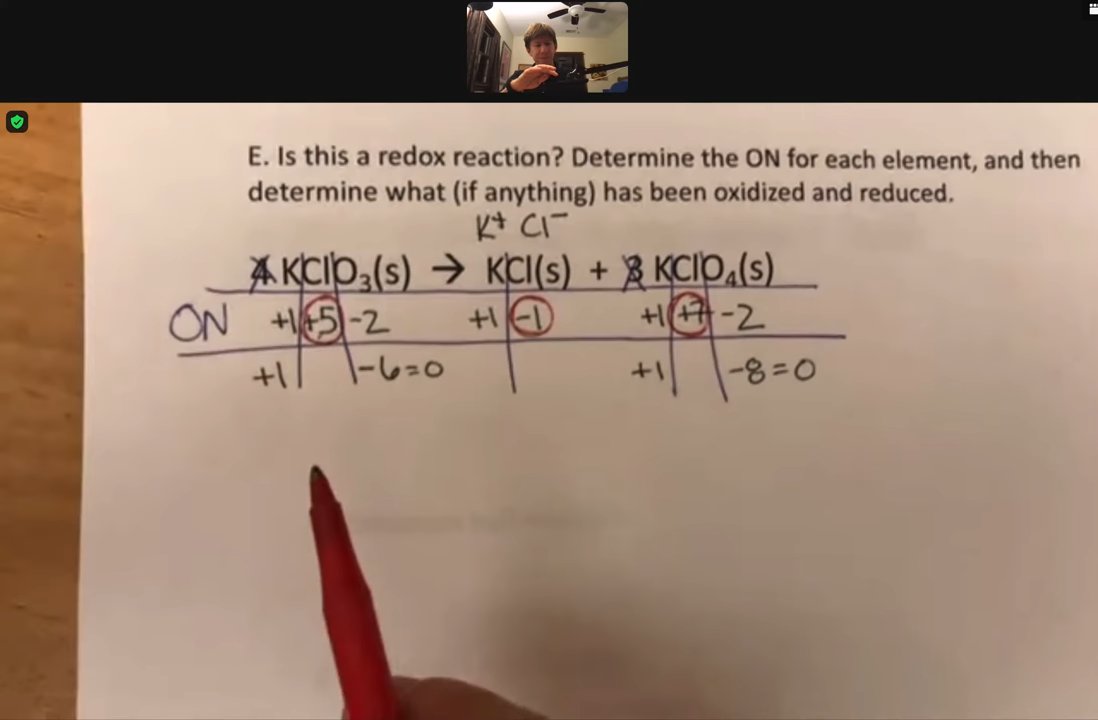 E. Is this a redox reaction? Determine the ON for each element, and then
determine what (if anything) has been oxidized and reduced.
K⁺ Cl⁻
4 KClO₃(s) → KCl(s) + 3 KClO₄(s)
ON +1 +5 -2 +1 -1 +1 +7 -2
+1 -6=0 +1 -8=0